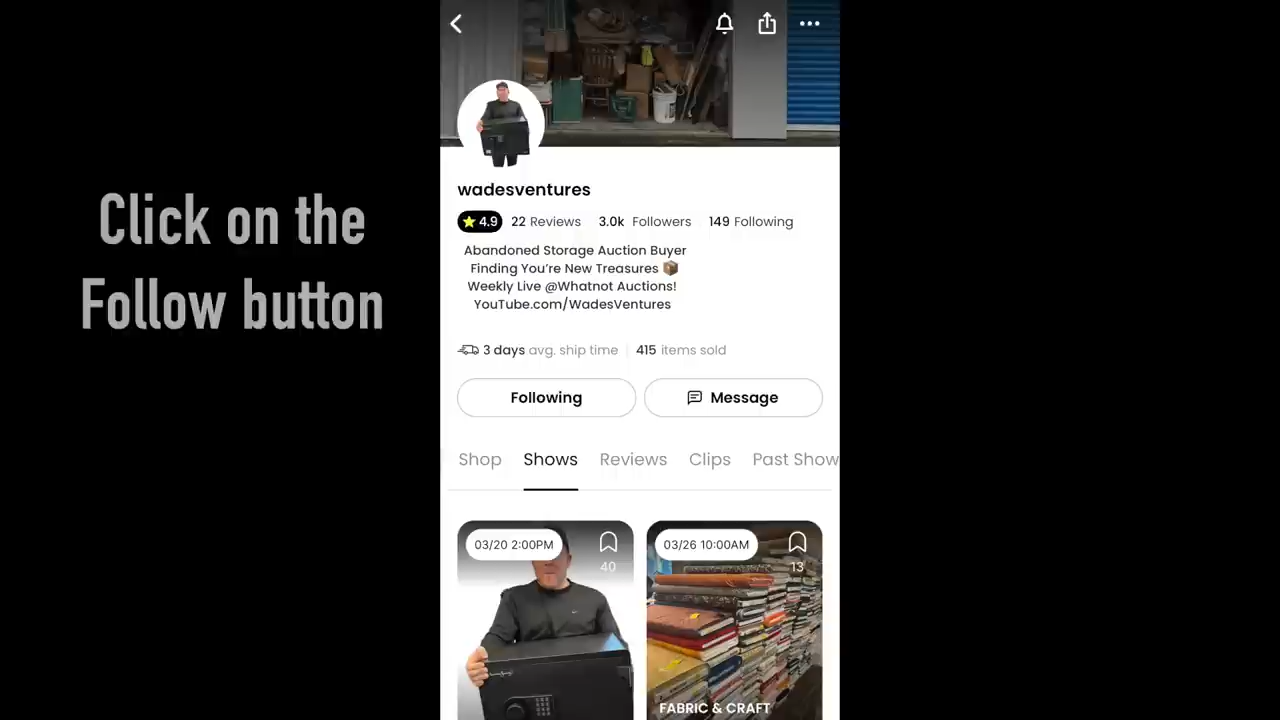 Click on the
Follow button
wadesventures
4.9 22 Reviews 3.0k Followers 149 Following
Abandoned Storage Auction Buyer
Finding You're New Treasures 📦
Weekly Live @Whatnot Auctions!
YouTube.com/WadesVentures
3 days avg. ship time 415 items sold
Following Message
Shop Shows Reviews Clips Past Show
03/20 2:00PM 40
03/26 10:00AM 13
FABRIC & CRAFT